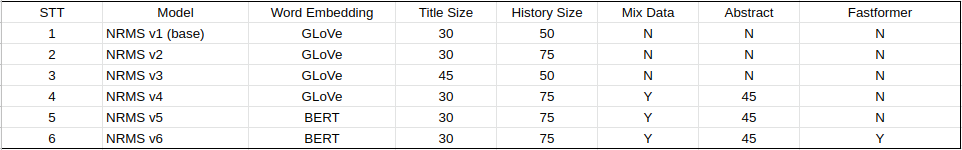 STT Model Word Embedding Title Size History Size Mix Data Abstract Fastformer
1 NRMS v1 (base) GLoVe 30 50 N N N
2 NRMS v2 GLoVe 30 75 N N N
3 NRMS v3 GLoVe 45 50 N N N
4 NRMS v4 GLoVe 30 75 Y 45 N
5 NRMS v5 BERT 30 75 Y 45 N
6 NRMS v6 BERT 30 75 Y 45 Y